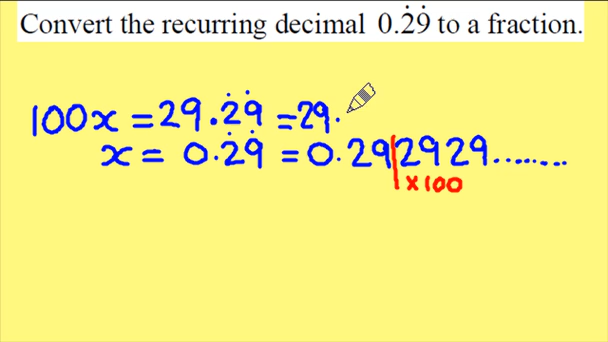 Convert the recurring decimal 0.2̇9̇ to a fraction.
100x = 29.2̇9̇ = 29.
x = 0.2̇9̇ = 0.29|2929........
×100